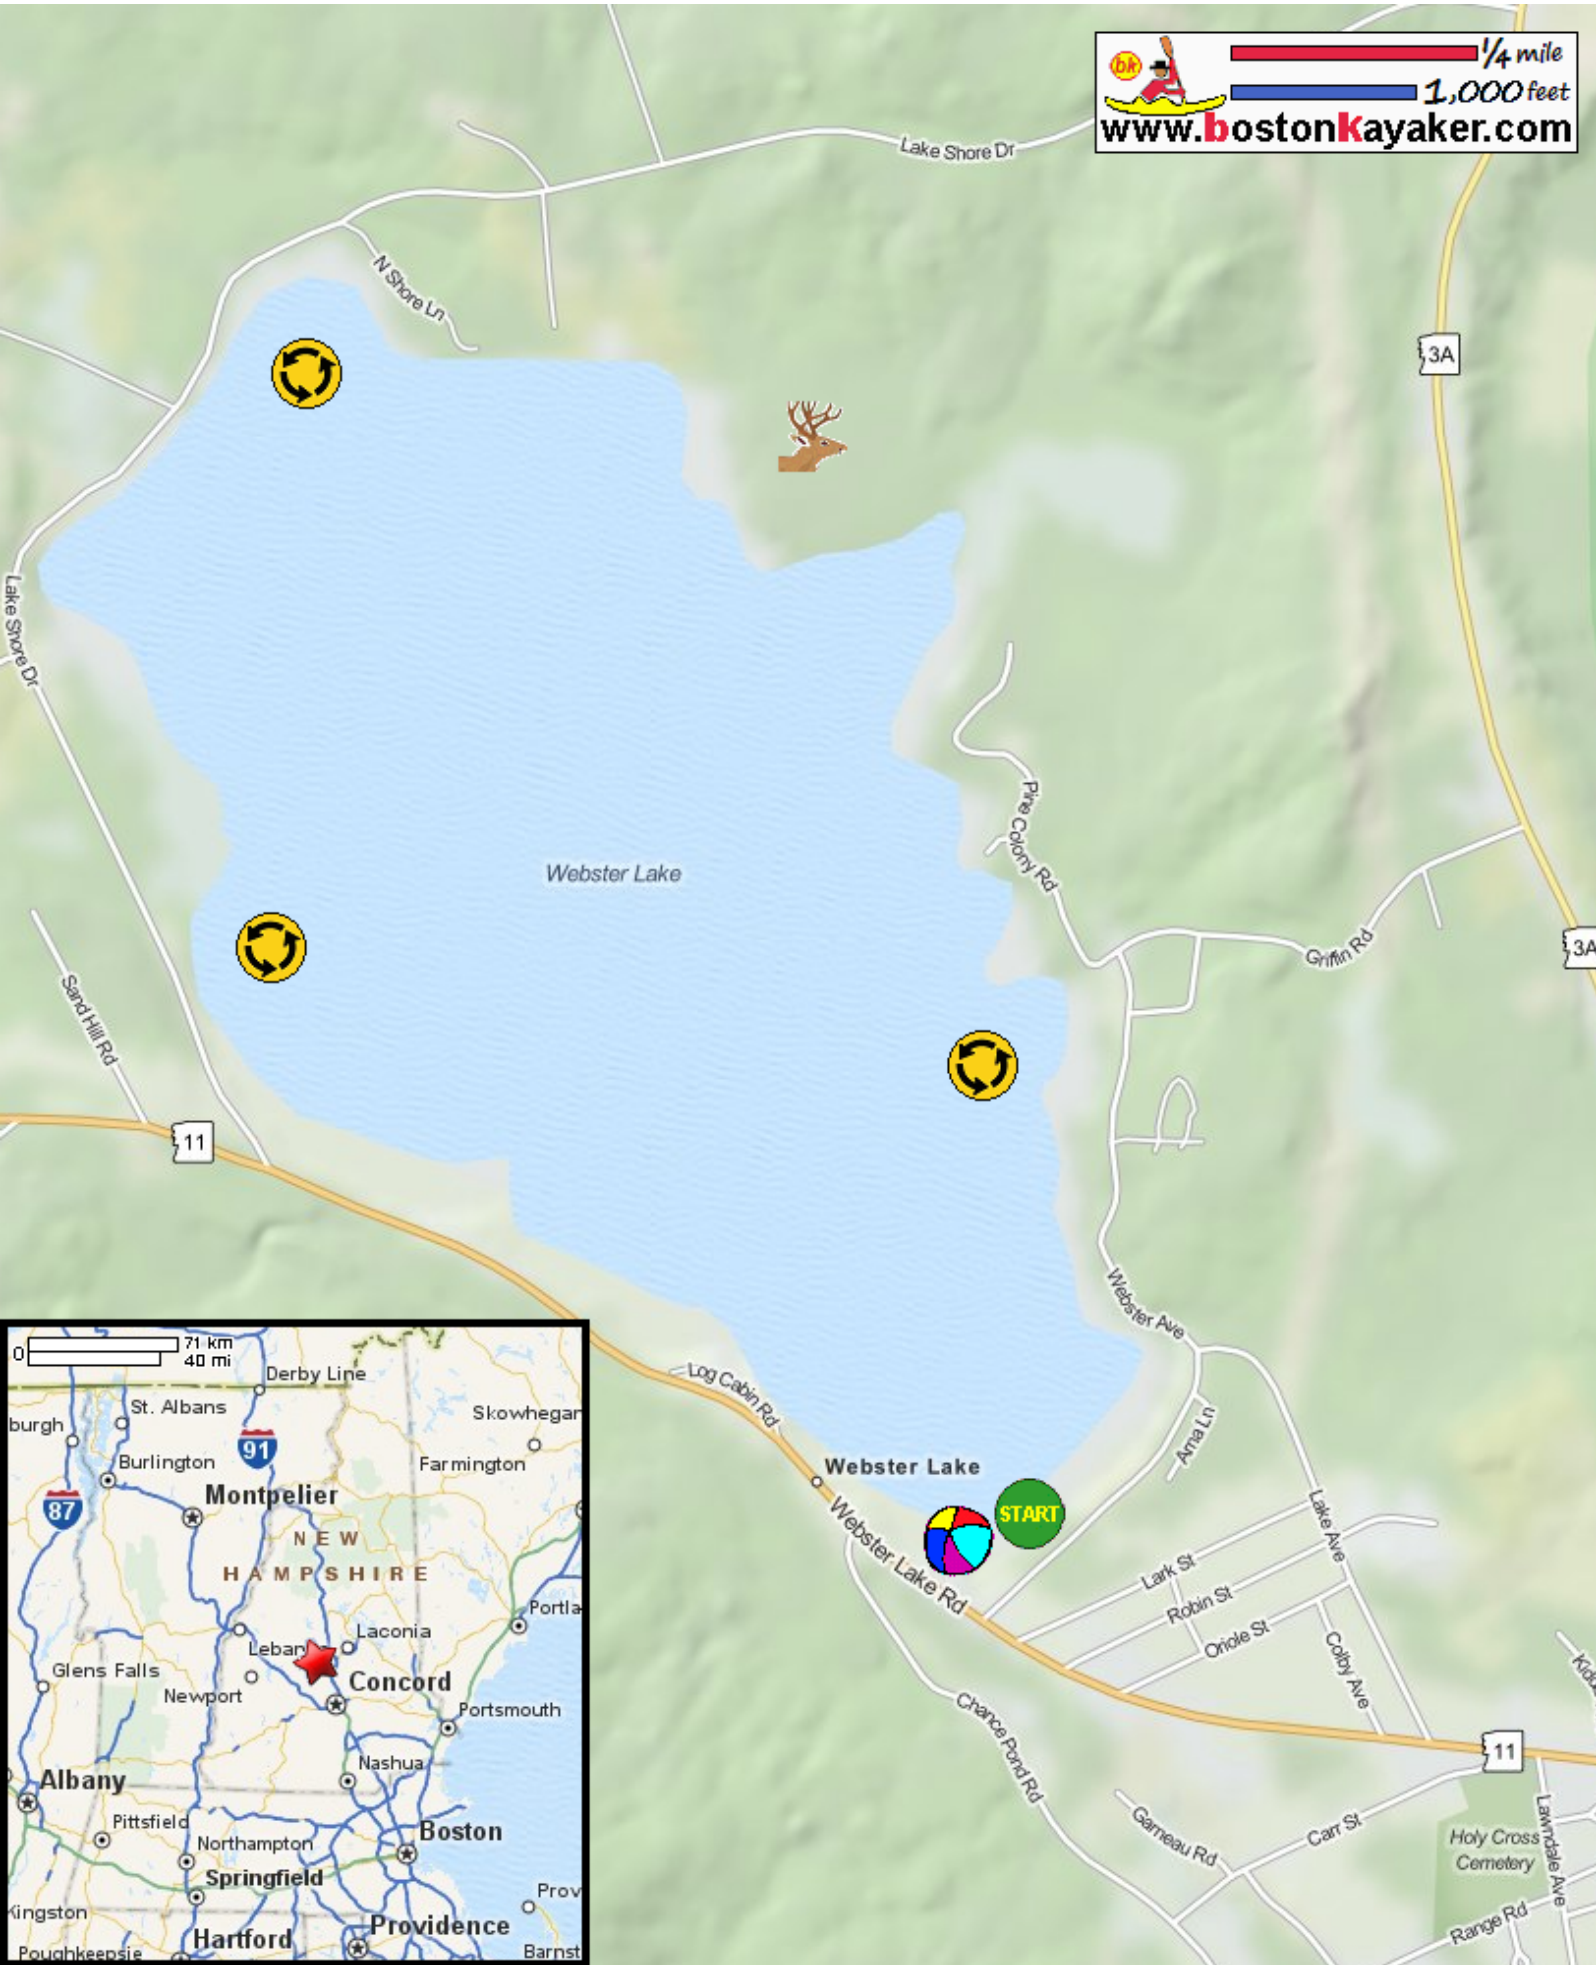 bk
1/4 mile
1,000 feet
www.bostonkayaker.com
Lake Shore Dr
N Shore Ln
3A
Lake Shore Dr
Pine Colony Rd
Webster Lake
Griffin Rd
3A
Sand Hill Rd
11
Webster Ave
Log Cabin Rd
Arna Ln
Webster Lake
START
Webster Lake Rd
Lake Ave
Lark St
Robin St
Oriole St
Colby Ave
Chance Pond Rd
11
Garneau Rd
Carr St
Lawndale Ave
Holy Cross
Cemetery
Range Rd
0
71 km
40 mi
Derby Line
St. Albans
burgh
Skowhegan
91
Burlington
Farmington
87
Montpelier
NEW
HAMPSHIRE
Portla
Laconia
Leban
Glens Falls
Newport
Concord
Portsmouth
Nashua
Albany
Pittsfield
Boston
Northampton
Springfield
Prov
Kingston
Providence
Hartford
Poughkeepsie
Barnst